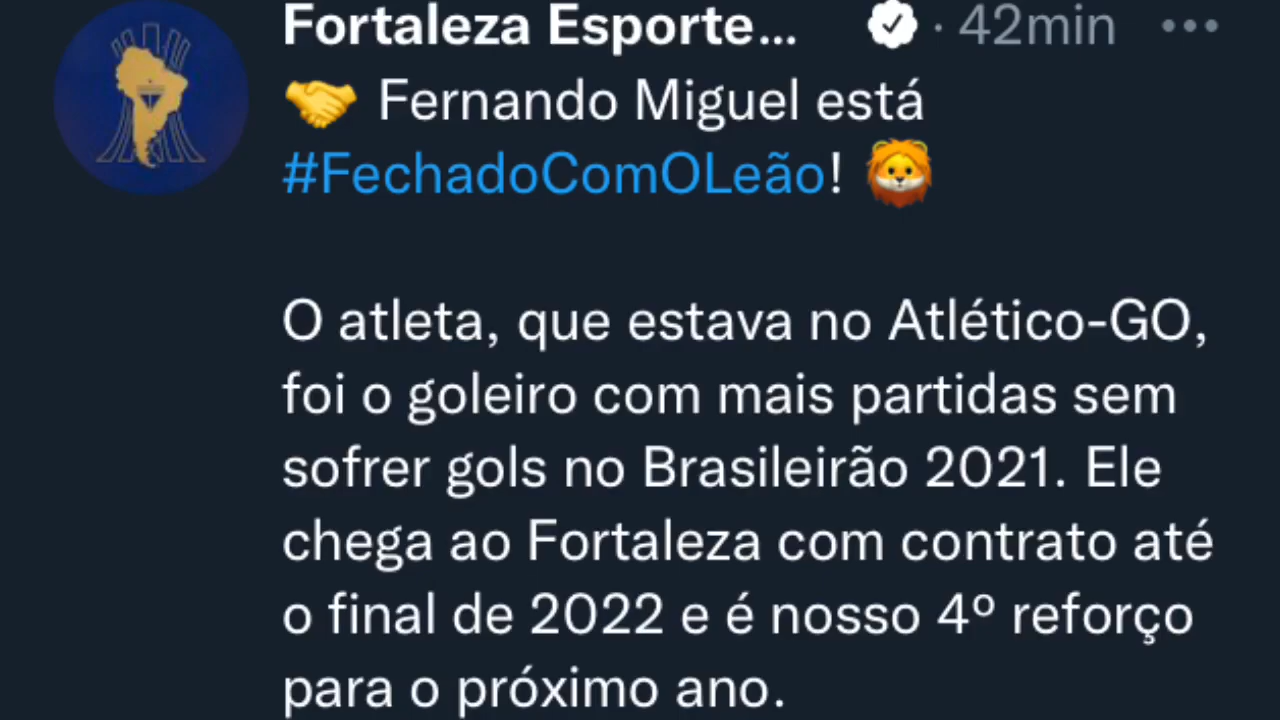 Fortaleza Esporte... · 42min
🤝 Fernando Miguel está
#FechadoComOLeão! 🦁
O atleta, que estava no Atlético-GO,
foi o goleiro com mais partidas sem
sofrer gols no Brasileirão 2021. Ele
chega ao Fortaleza com contrato até
o final de 2022 e é nosso 4º reforço
para o próximo ano.